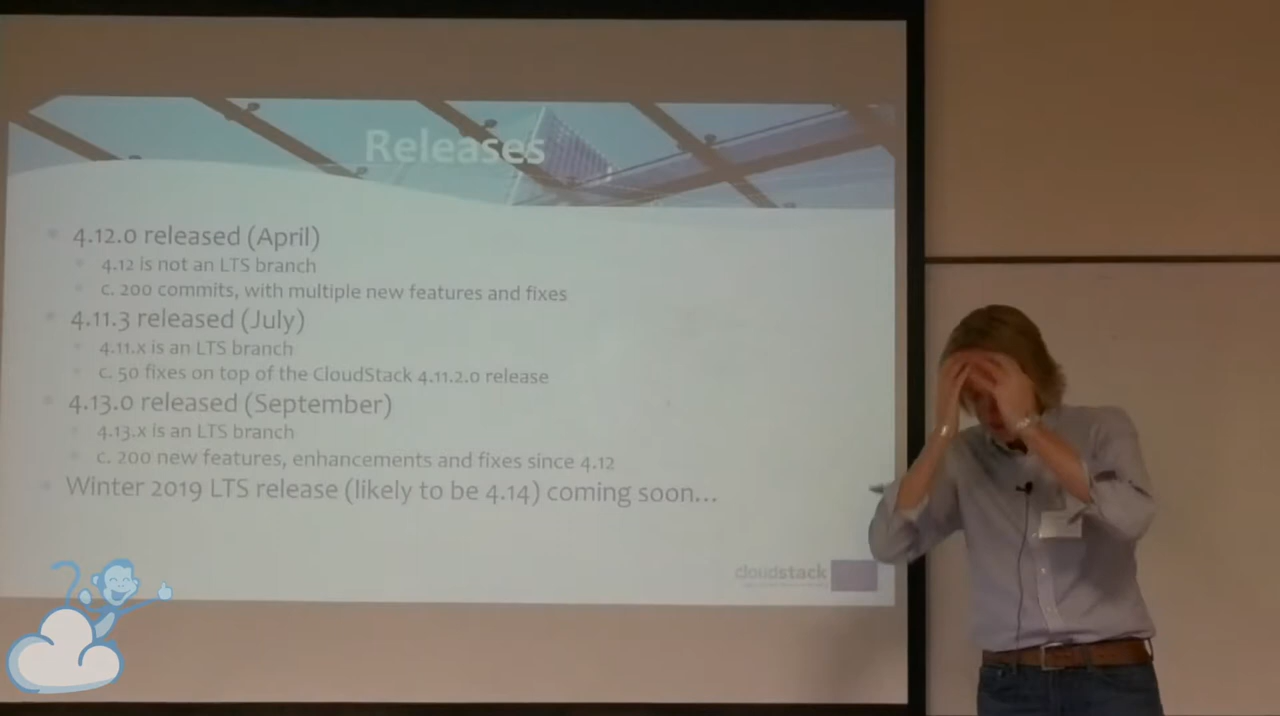 Releases
4.12.0 released (April)
4.12 is not an LTS branch
c. 200 commits, with multiple new features and fixes
4.11.3 released (July)
4.11.x is an LTS branch
c. 50 fixes on top of the CloudStack 4.11.2.0 release
4.13.0 released (September)
4.13.x is an LTS branch
c. 200 new features, enhancements and fixes since 4.12
Winter 2019 LTS release (likely to be 4.14) coming soon...
cloudstack